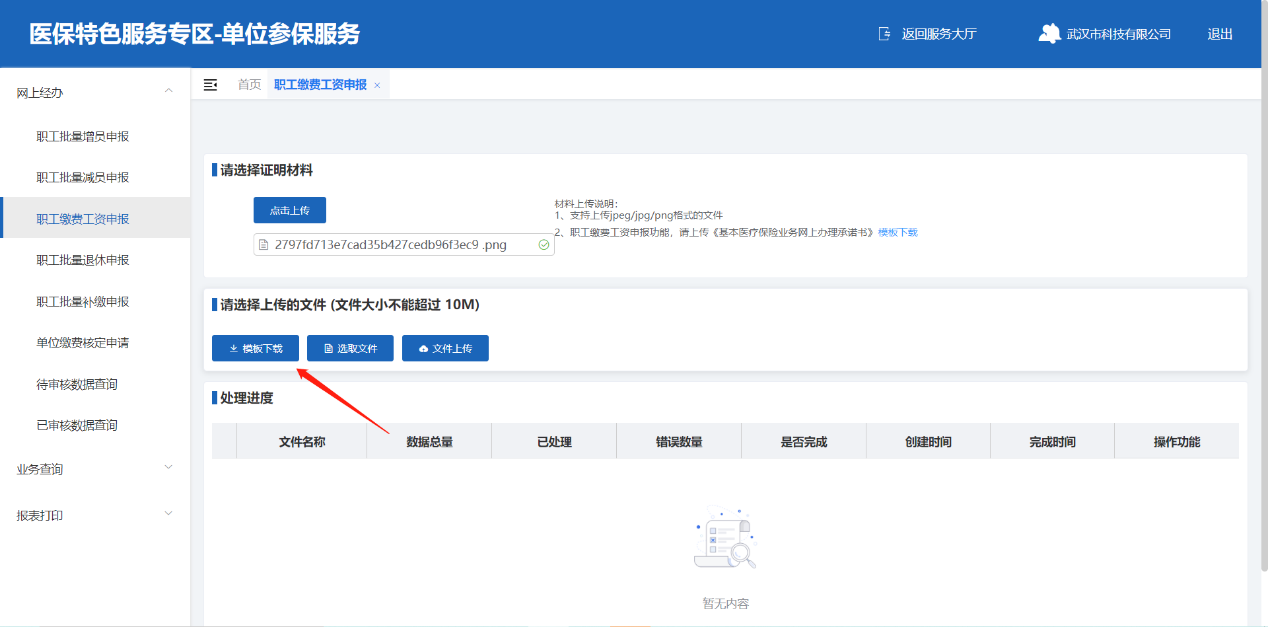 医保特色服务专区-单位参保服务
返回服务大厅
武汉市科技有限公司
退出
网上经办
职工批量增员申报
职工批量减员申报
职工缴费工资申报
职工批量退休申报
职工批量补缴申报
单位缴费核定申请
待审核数据查询
已审核数据查询
业务查询
报表打印
首页
职工缴费工资申报 ×
请选择证明材料
点击上传
2797fd713e7cad35b427cedb96f3ec9 .png
材料上传说明:
1、支持上传jpeg/jpg/png格式的文件
2、职工缴费工资申报功能，请上传《基本医疗保险业务网上办理承诺书》 模板下载
请选择上传的文件 (文件大小不能超过 10M)
模板下载
选取文件
文件上传
处理进度
文件名称 数据总量 已处理 错误数量 是否完成 创建时间 完成时间 操作功能
暂无内容